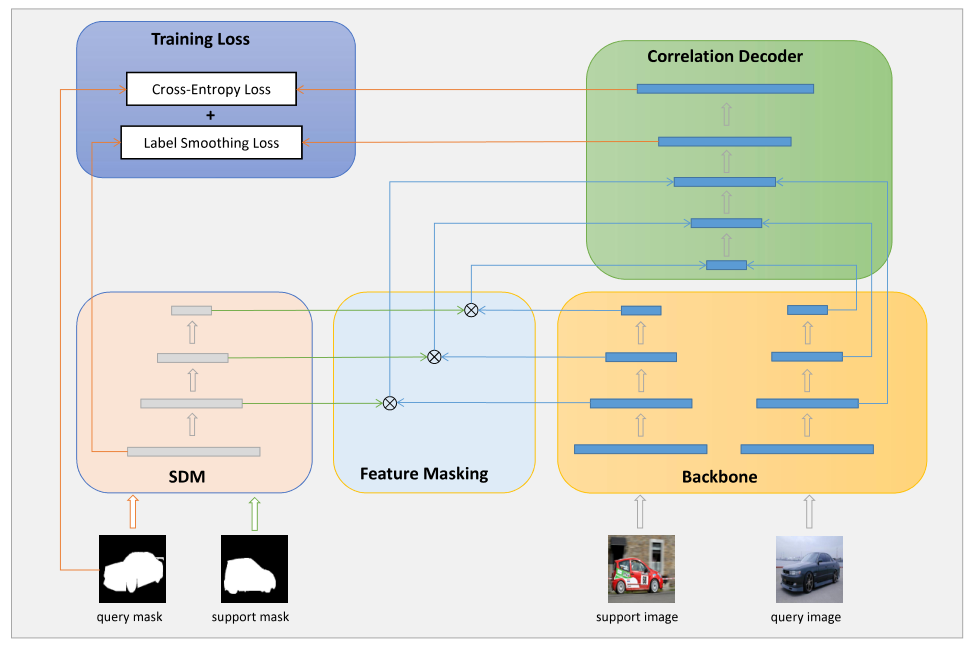 Training Loss
Cross-Entropy Loss
+
Label Smoothing Loss
Correlation Decoder
SDM
Feature Masking
Backbone
query mask
support mask
support image
query image